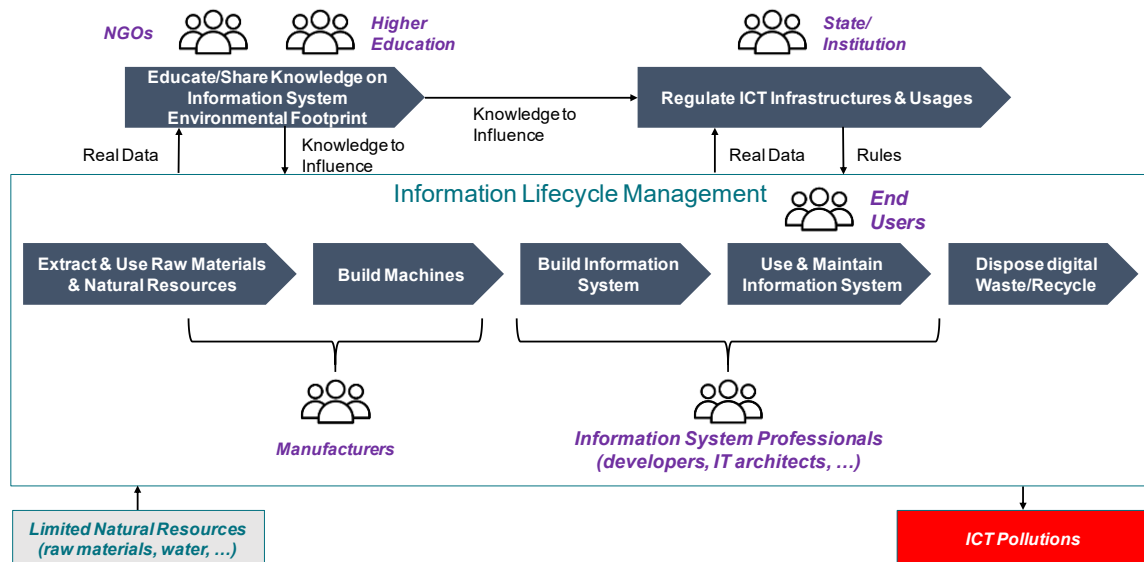 NGOs
Higher
Education
State/
Institution
Educate/Share Knowledge on
Information System
Environmental Footprint
Knowledge to
Influence
Regulate ICT Infrastructures & Usages
Real Data
Knowledge to
Influence
Real Data
Rules
Information Lifecycle Management
End
Users
Extract & Use Raw Materials
& Natural Resources
Build Machines
Build Information
System
Use & Maintain
Information System
Dispose digital
Waste/Recycle
Manufacturers
Information System Professionals
(developers, IT architects, …)
Limited Natural Resources
(raw materials, water, …)
ICT Pollutions